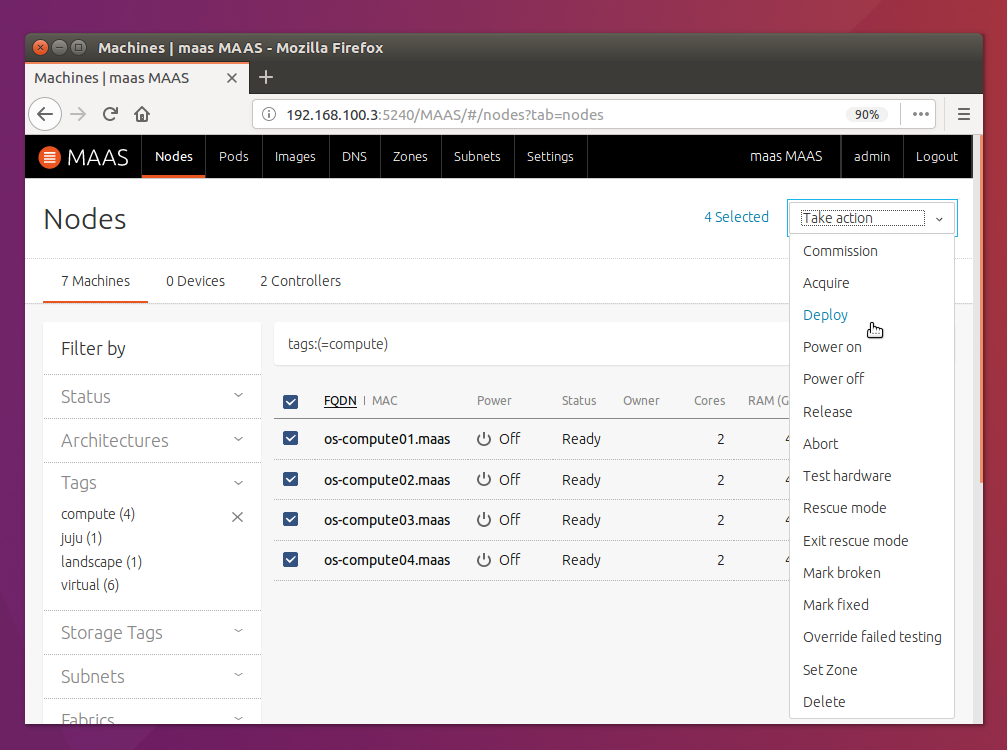 Machines | maas MAAS - Mozilla Firefox
Machines | maas MAAS
192.168.100.3:5240/MAAS/#/nodes?tab=nodes
90%
MAAS
Nodes
Pods
Images
DNS
Zones
Subnets
Settings
maas MAAS
admin
Logout
Nodes
4 Selected
Take action
Commission
Acquire
Deploy
Power on
Power off
Release
Abort
Test hardware
Rescue mode
Exit rescue mode
Mark broken
Mark fixed
Override failed testing
Set Zone
Delete
7 Machines
0 Devices
2 Controllers
Filter by
Status
Architectures
Tags
compute (4)
juju (1)
landscape (1)
virtual (6)
Storage Tags
Subnets
Fabrics
tags:(=compute)
FQDN | MAC Power Status Owner Cores RAM (G
os-compute01.maas Off Ready 2
os-compute02.maas Off Ready 2
os-compute03.maas Off Ready 2
os-compute04.maas Off Ready 2